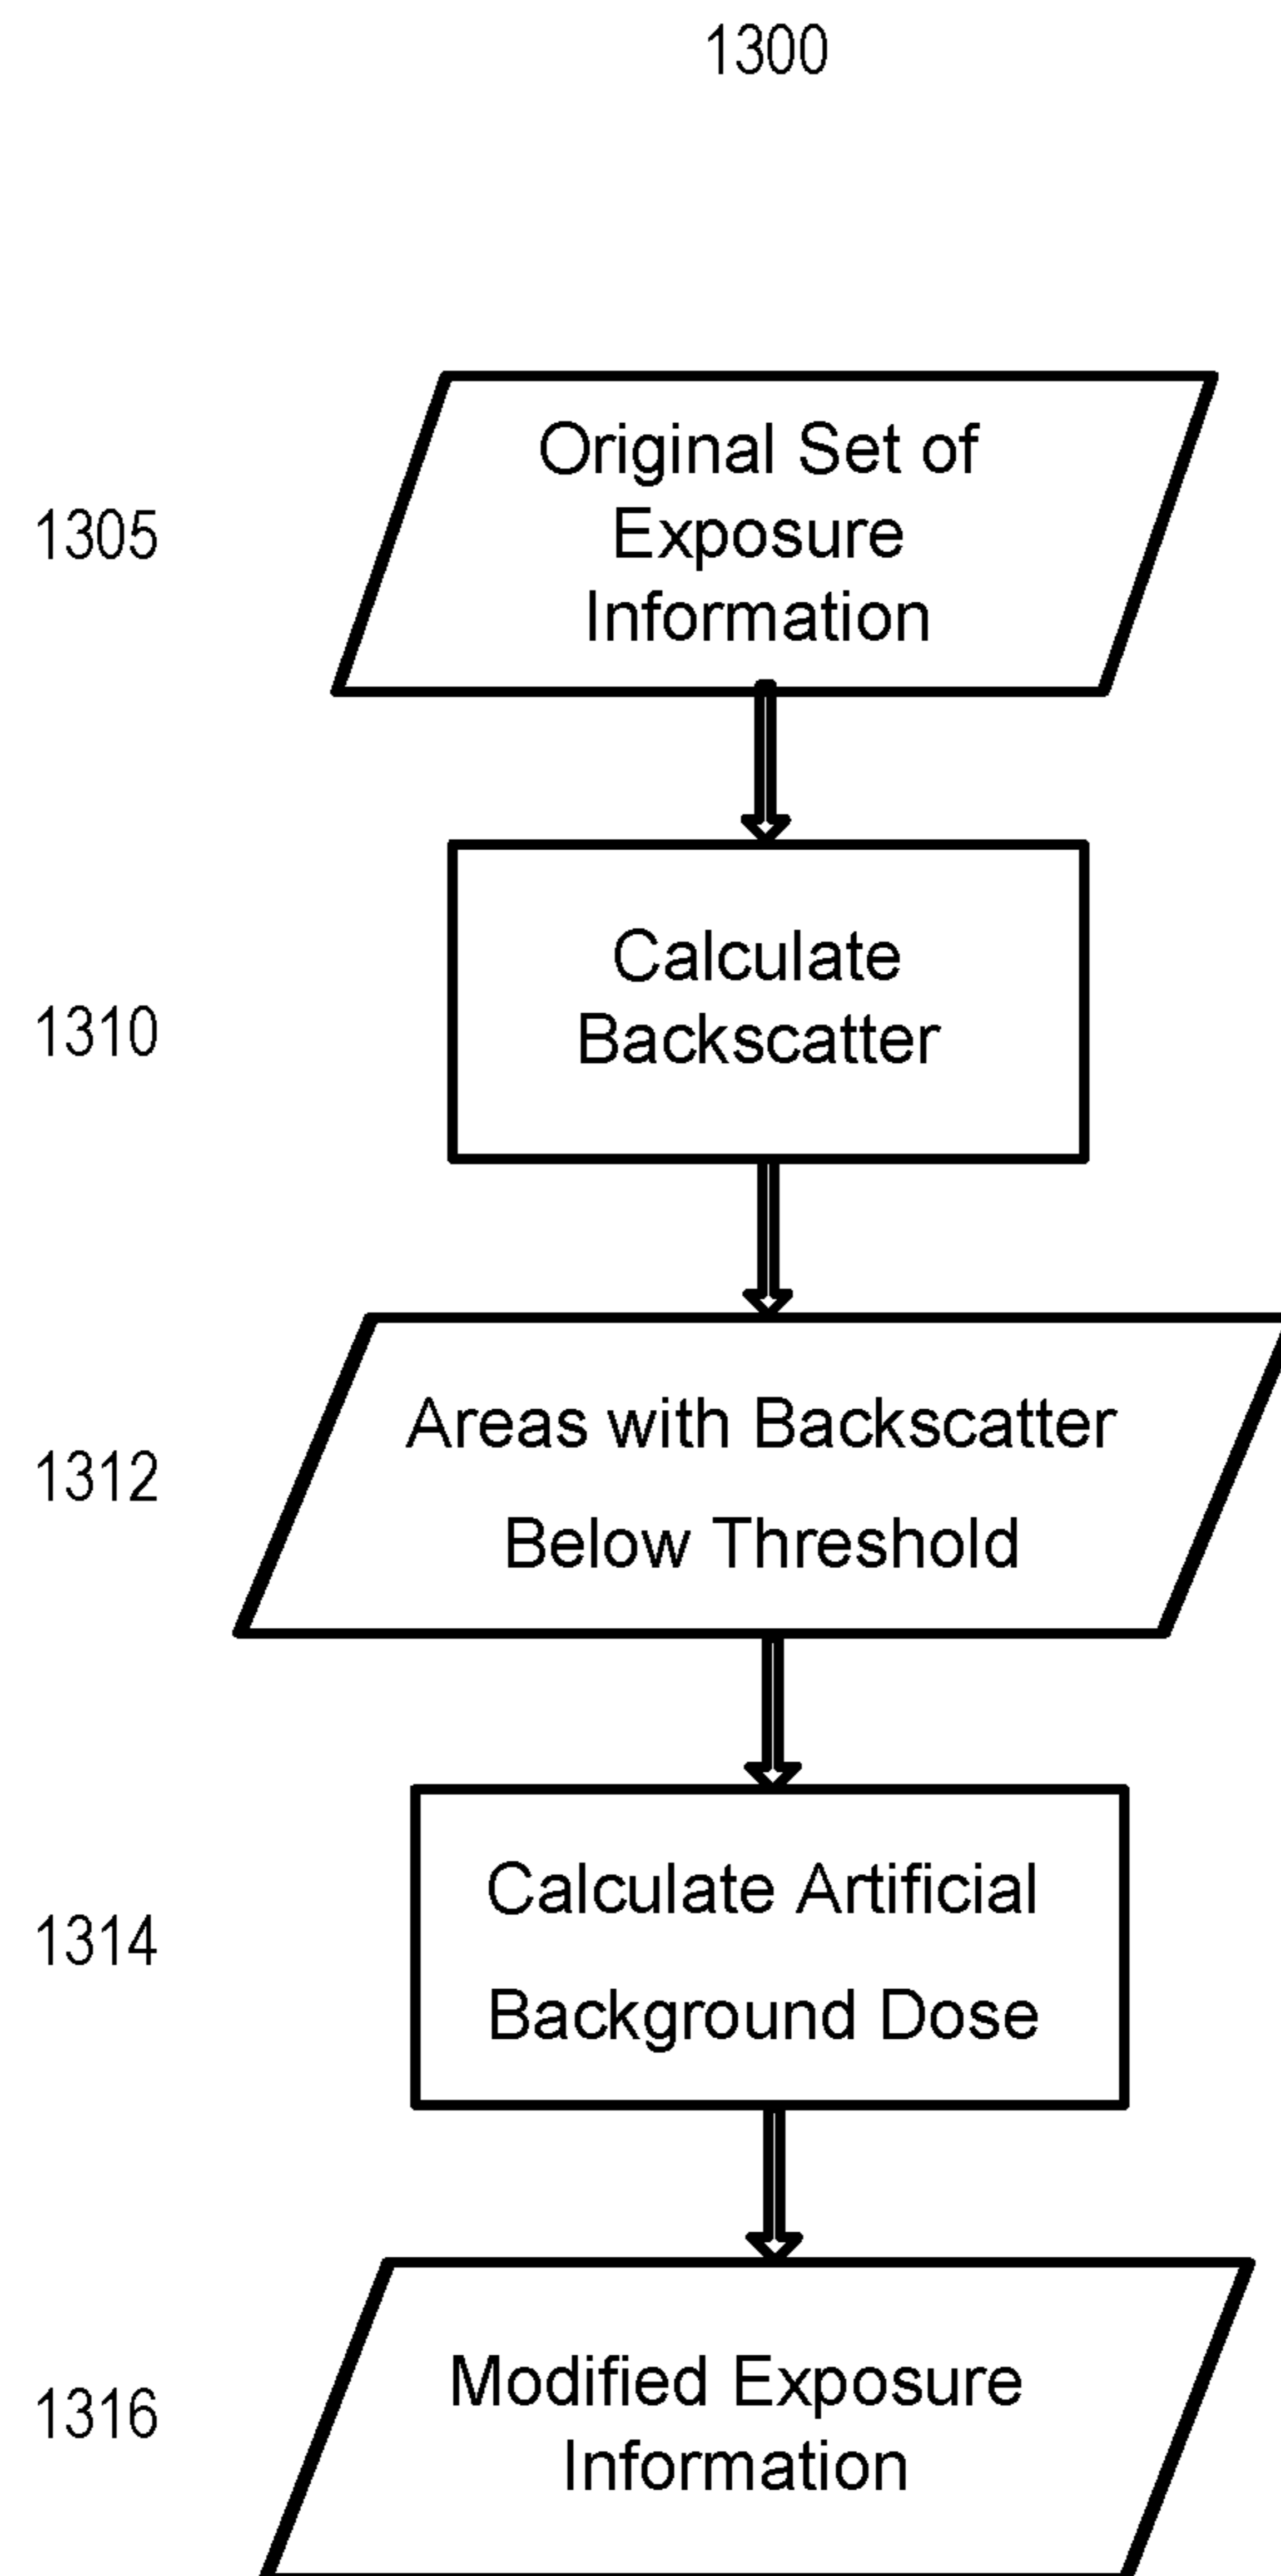 1300
Original Set of
Exposure
Information
1305
Calculate
Backscatter
1310
Areas with Backscatter
Below Threshold
1312
Calculate Artificial
Background Dose
1314
Modified Exposure
Information
1316